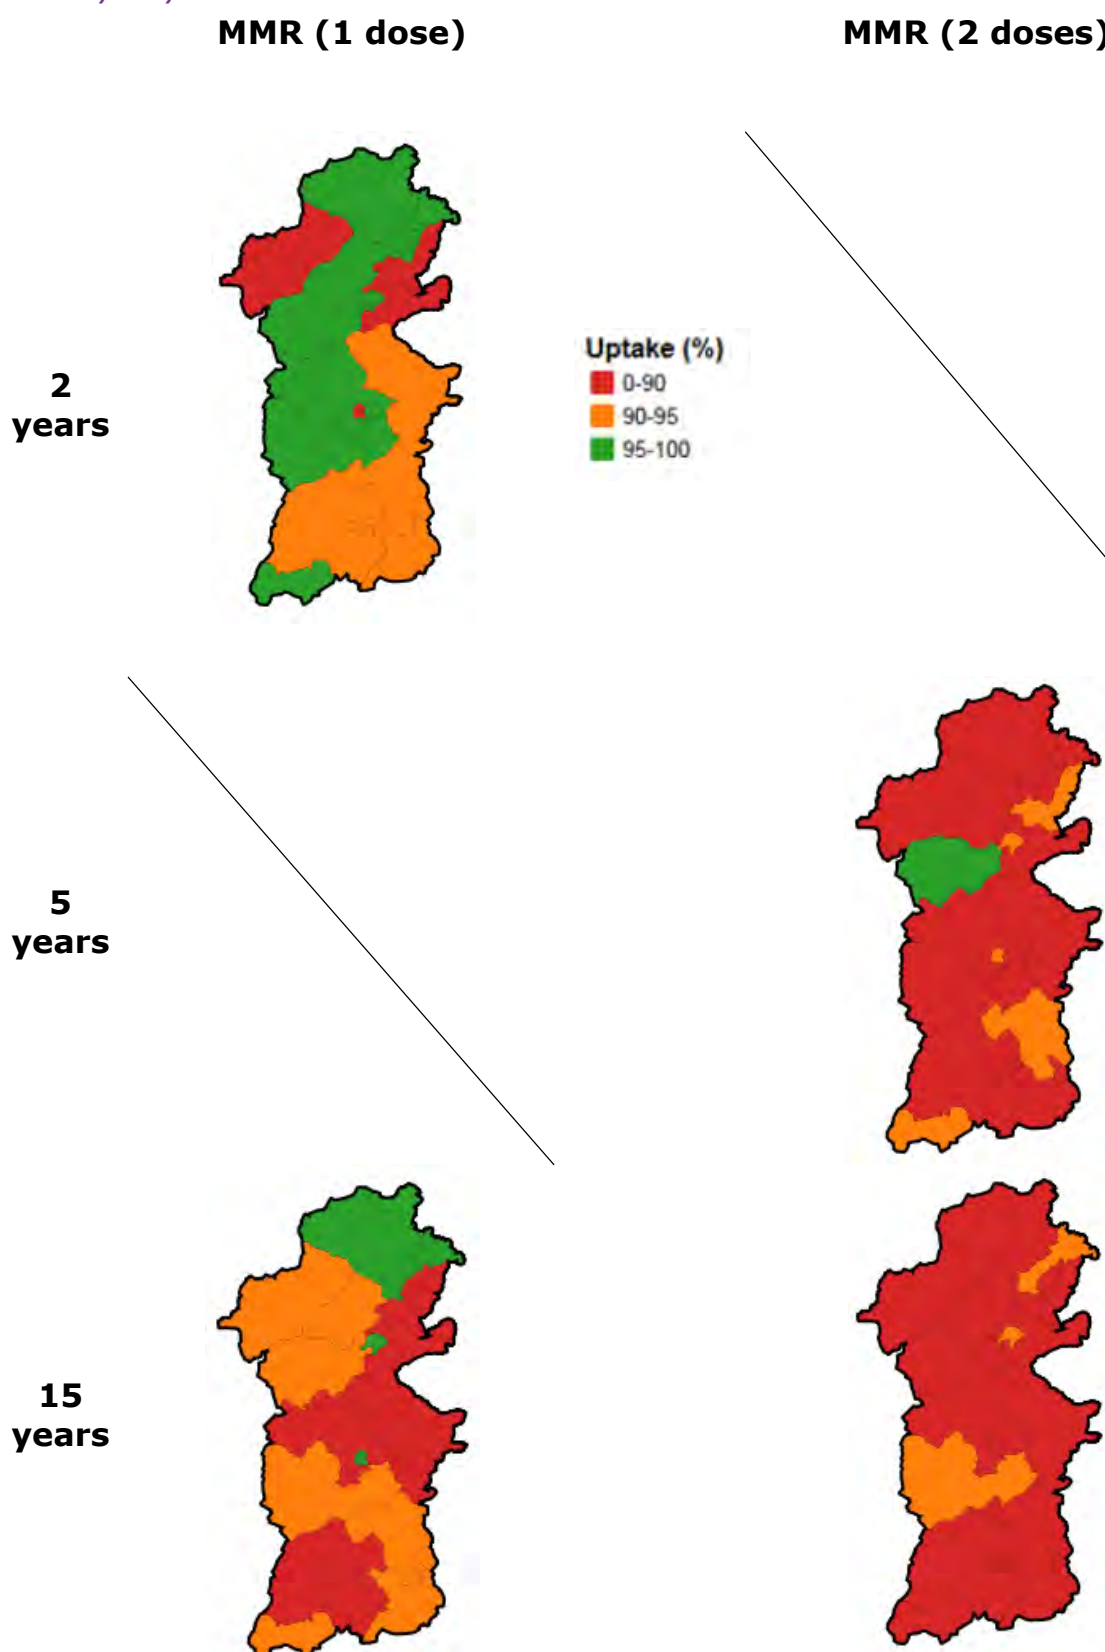 MMR (1 dose)
MMR (2 doses)
2
years
Uptake (%)
0-90
90-95
95-100
5
years
15
years